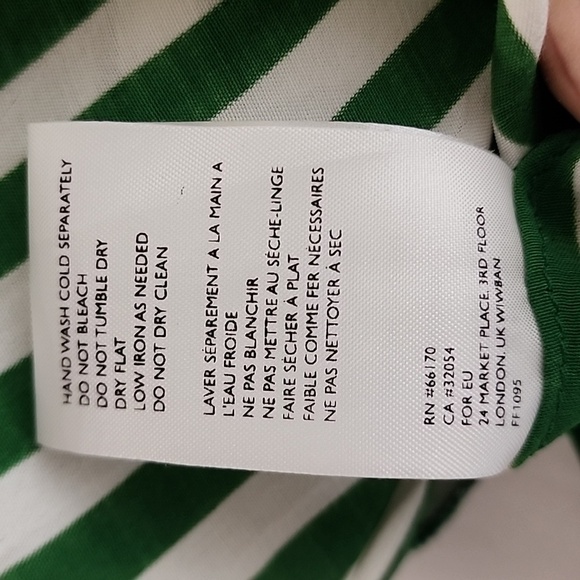 HAND WASH COLD SEPARATELY
DO NOT BLEACH
DO NOT TUMBLE DRY
DRY FLAT
LOW IRON AS NEEDED
DO NOT DRY CLEAN
LAVER SÉPAREMENT A LA MAIN A
L'EAU FROIDE
NE PAS BLANCHIR
NE PAS METTRE AU SÈCHE-LINGE
FAIRE SÈCHER À PLAT
FAIBLE COMME FER NÉCESSAIRES
NE PAS NETTOYER À SEC
RN #66170
CA #32054
FOR EU
24 MARKET PLACE, 3RD FLOOR
LONDON, UK W1W8AN
FF1095